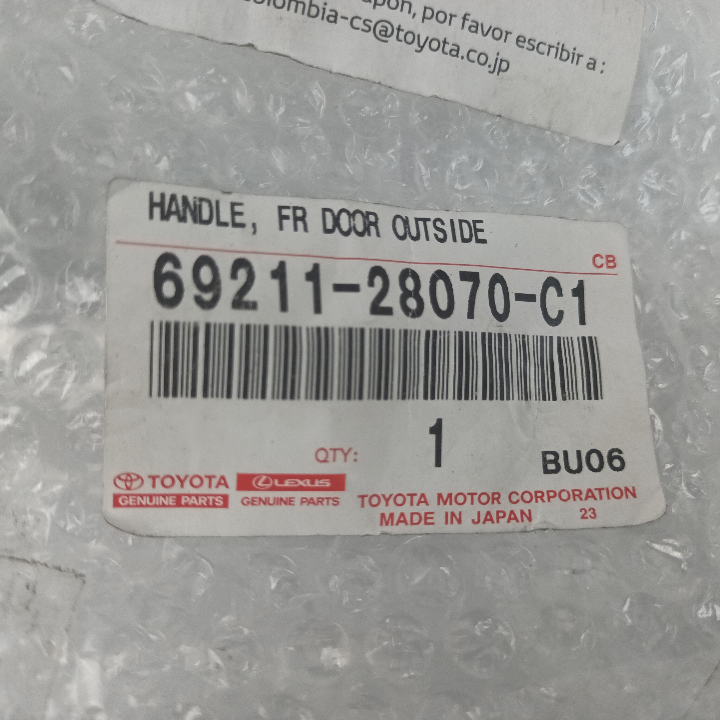 apón, por favor escribir a:
olombia-cs@toyota.co.jp
HANDLE, FR DOOR OUTSIDE
CB
69211-28070-C1
QTY: 1 BU06
TOYOTA LEXUS
GENUINE PARTS GENUINE PARTS
TOYOTA MOTOR CORPORATION
MADE IN JAPAN 23